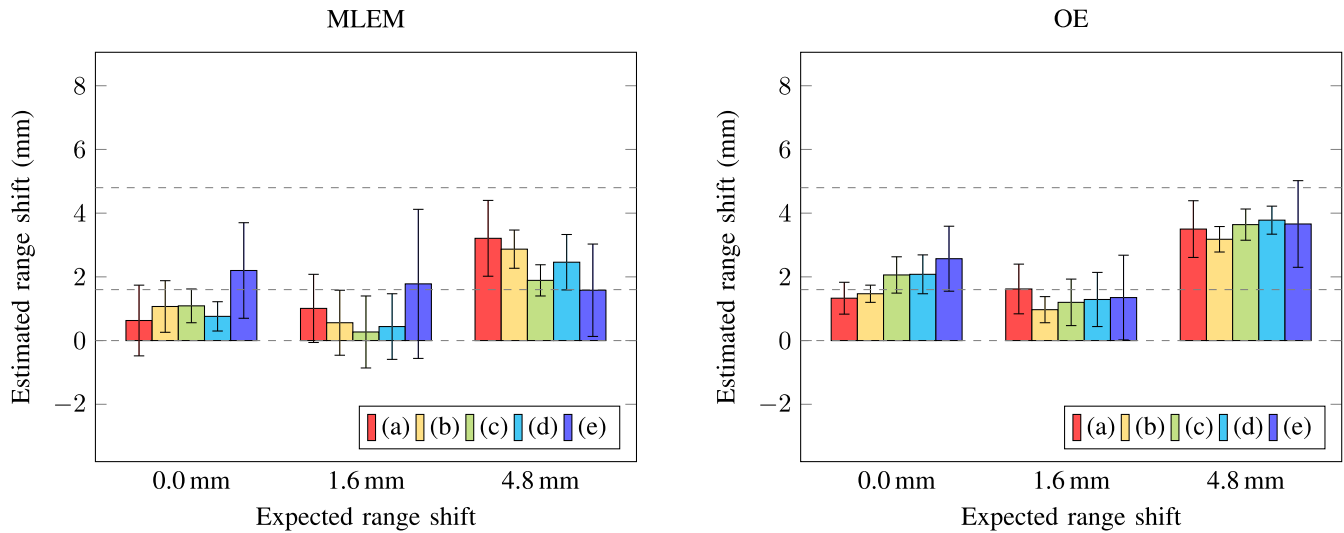 MLEM
Estimated range shift (mm)
8
6
4
2
0
−2
(a) (b) (c) (d) (e)
0.0 mm 1.6 mm 4.8 mm
Expected range shift
OE
Estimated range shift (mm)
8
6
4
2
0
−2
(a) (b) (c) (d) (e)
0.0 mm 1.6 mm 4.8 mm
Expected range shift